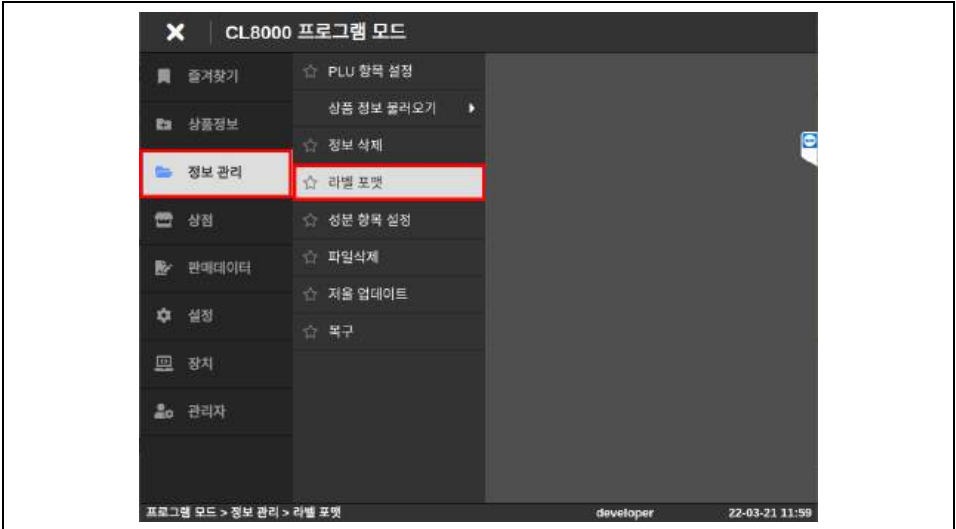 CL8000 프로그램 모드
즐겨찾기
상품정보
정보 관리
상점
판매데이터
설정
장치
관리자
PLU 항목 설정
상품 정보 불러오기
정보 삭제
라벨 포맷
성분 항목 설정
파일삭제
저울 업데이트
복구
프로그램 모드 > 정보 관리 > 라벨 포맷
developer
22-03-21 11:59